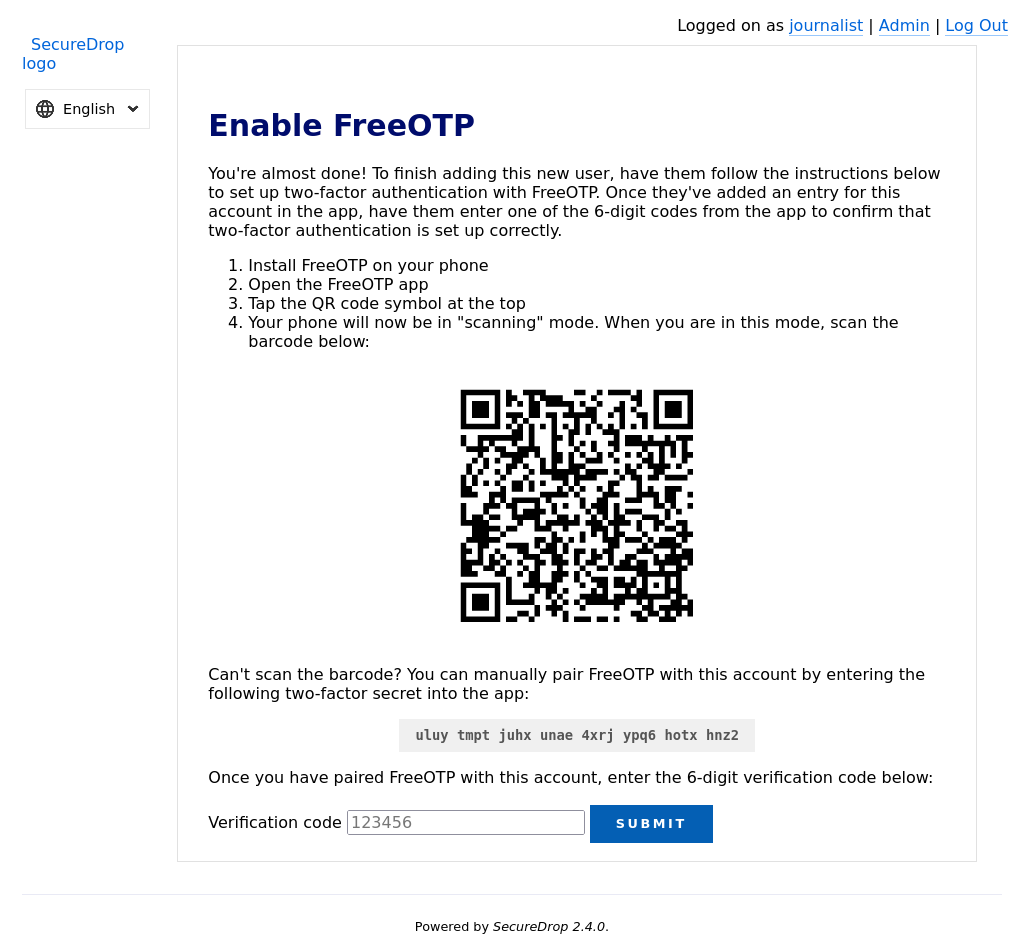 Logged on as journalist | Admin | Log Out
SecureDrop
logo
English
Enable FreeOTP
You're almost done! To finish adding this new user, have them follow the instructions below
to set up two-factor authentication with FreeOTP. Once they've added an entry for this
account in the app, have them enter one of the 6-digit codes from the app to confirm that
two-factor authentication is set up correctly.
1. Install FreeOTP on your phone
2. Open the FreeOTP app
3. Tap the QR code symbol at the top
4. Your phone will now be in "scanning" mode. When you are in this mode, scan the
barcode below:
Can't scan the barcode? You can manually pair FreeOTP with this account by entering the
following two-factor secret into the app:
uluy tmpt juhx unae 4xrj ypq6 hotx hnz2
Once you have paired FreeOTP with this account, enter the 6-digit verification code below:
Verification code 123456 SUBMIT
Powered by SecureDrop 2.4.0.